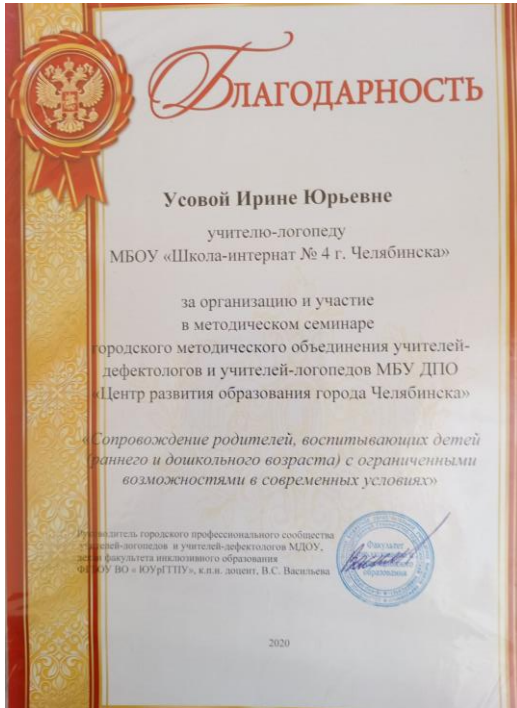 БЛАГОДАРНОСТЬ
Усовой Ирине Юрьевне
учителю-логопеду
МБОУ «Школа-интернат № 4 г. Челябинска»
за организацию и участие
в методическом семинаре
городского методического объединения учителей-
дефектологов и учителей-логопедов МБУ ДПО
«Центр развития образования города Челябинска»
«Сопровождение родителей, воспитывающих детей
(раннего и дошкольного возраста) с ограниченными
возможностями в современных условиях»
Руководитель городского профессионального сообщества
учителей-логопедов и учителей-дефектологов МДОУ,
декан факультета инклюзивного образования
ФГБОУ ВО « ЮУрГГПУ», к.п.н. доцент, В.С. Васильева
Факультет
образования
2020